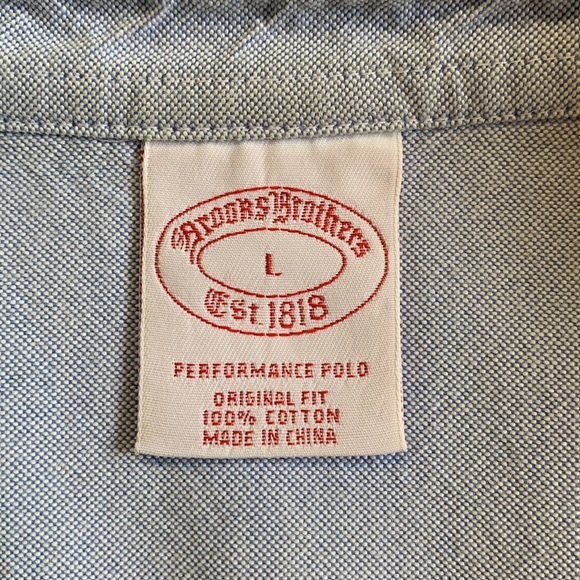 Brooks Brothers
L
Est. 1818
PERFORMANCE POLO
ORIGINAL FIT
100% COTTON
MADE IN CHINA